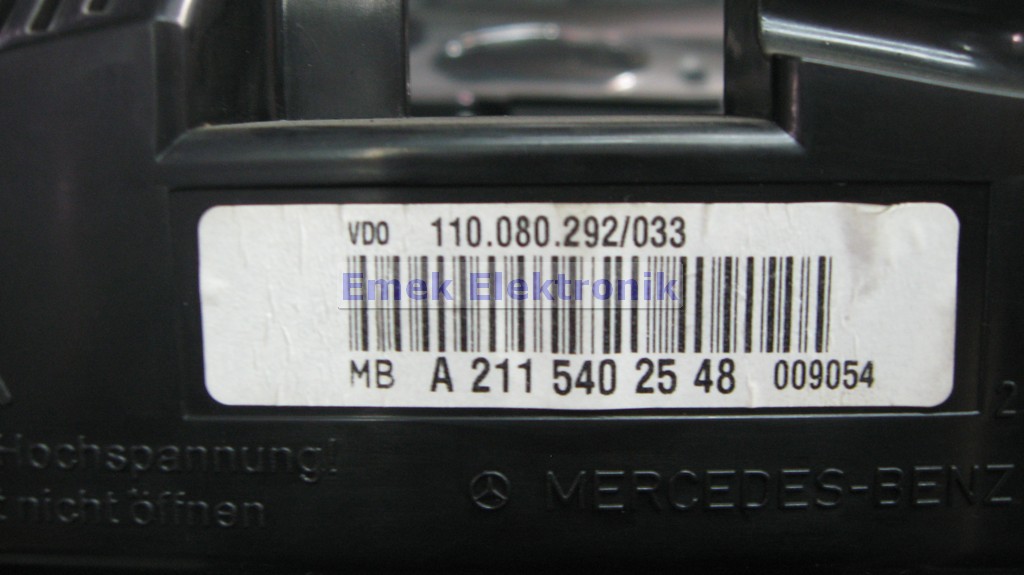 VDO 110.080.292/033
Emek Elektronik
MB A 211 540 25 48 009054
Hochspannung!
nicht öffnen
MERCEDES-BENZ